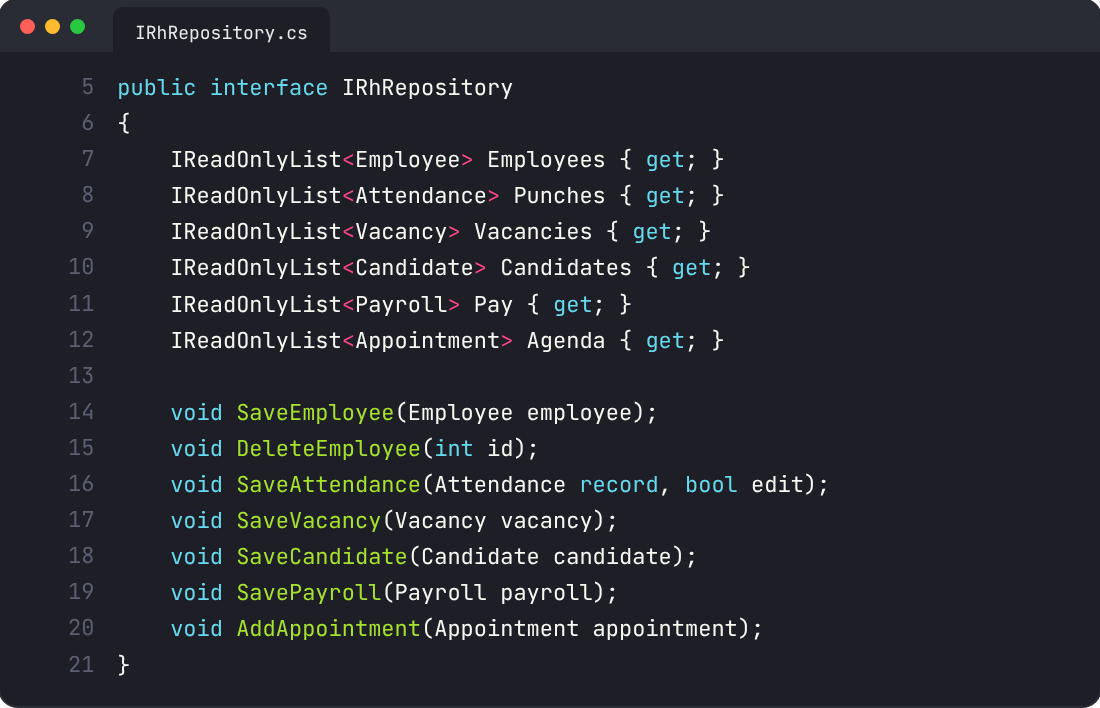 IRhRepository.cs
5 public interface IRhRepository
6 {
7     IReadOnlyList<Employee> Employees { get; }
8     IReadOnlyList<Attendance> Punches { get; }
9     IReadOnlyList<Vacancy> Vacancies { get; }
10     IReadOnlyList<Candidate> Candidates { get; }
11     IReadOnlyList<Payroll> Pay { get; }
12     IReadOnlyList<Appointment> Agenda { get; }
13
14     void SaveEmployee(Employee employee);
15     void DeleteEmployee(int id);
16     void SaveAttendance(Attendance record, bool edit);
17     void SaveVacancy(Vacancy vacancy);
18     void SaveCandidate(Candidate candidate);
19     void SavePayroll(Payroll payroll);
20     void AddAppointment(Appointment appointment);
21 }